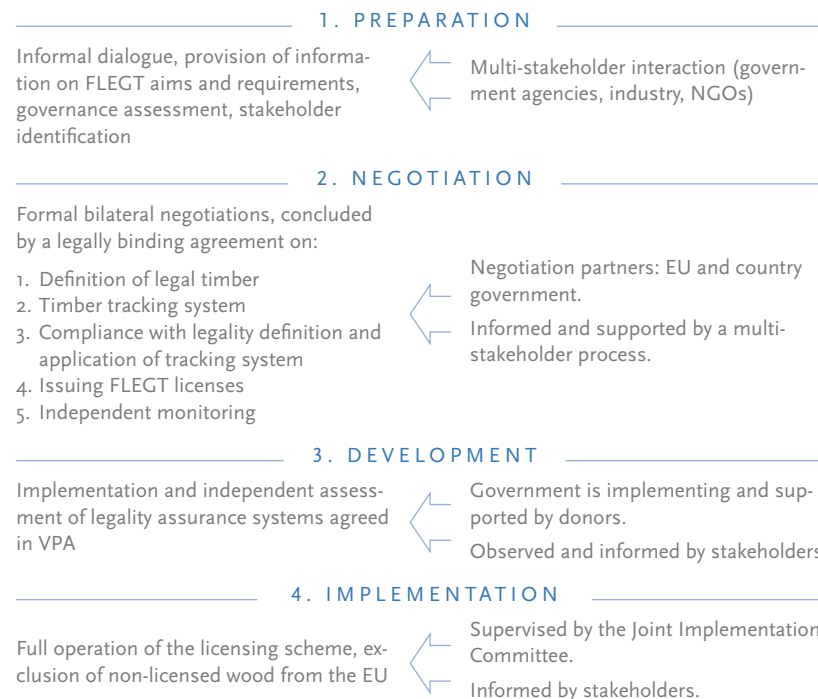 1. PREPARATION
Informal dialogue, provision of informa-
tion on FLEGT aims and requirements,
governance assessment, stakeholder
identification
Multi-stakeholder interaction (govern-
ment agencies, industry, NGOs)
2. NEGOTIATION
Formal bilateral negotiations, concluded
by a legally binding agreement on:
1. Definition of legal timber
2. Timber tracking system
3. Compliance with legality definition and
application of tracking system
4. Issuing FLEGT licenses
5. Independent monitoring
Negotiation partners: EU and country
government.
Informed and supported by a multi-
stakeholder process.
3. DEVELOPMENT
Implementation and independent assess-
ment of legality assurance systems agreed
in VPA
Government is implementing and sup-
ported by donors.
Observed and informed by stakeholders
4. IMPLEMENTATION
Full operation of the licensing scheme, ex-
clusion of non-licensed wood from the EU
Supervised by the Joint Implementation
Committee.
Informed by stakeholders.